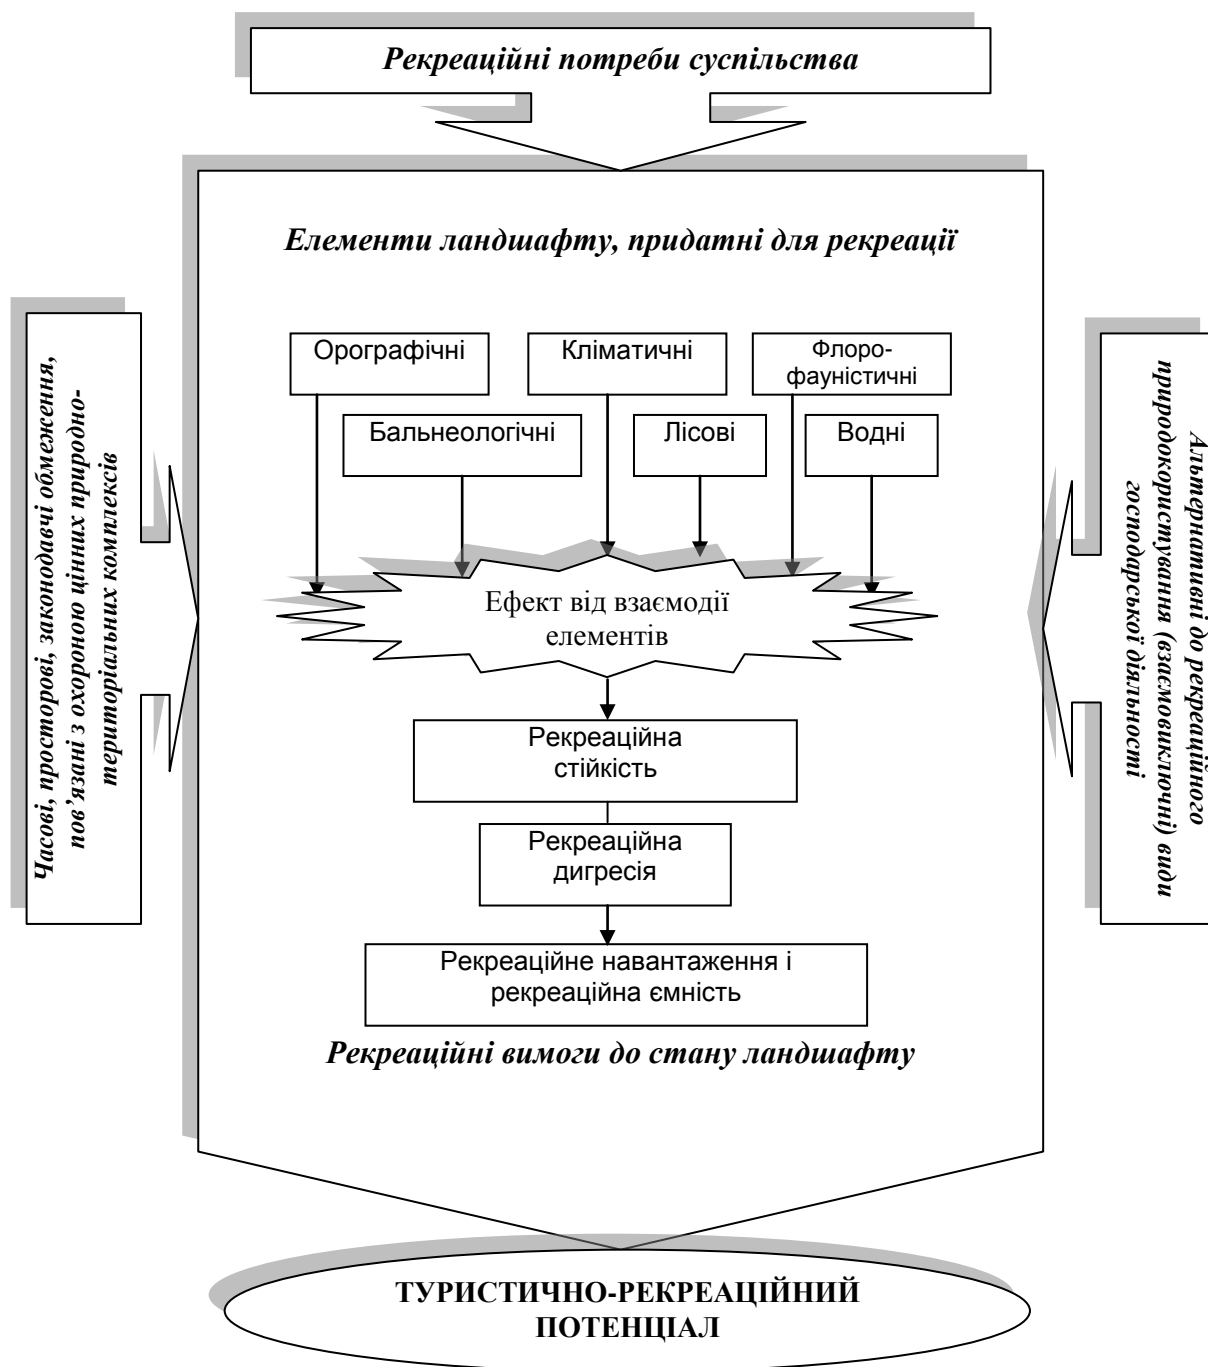 Рекреаційні потреби суспільства
Елементи ландшафту, придатні для рекреації
Орографічні
Кліматичні
Флоро-
фауністичні
Бальнеологічні
Лісові
Водні
Ефект від взаємодії
елементів
Рекреаційна
стійкість
Рекреаційна
дигресія
Рекреаційне навантаження і
рекреаційна ємність
Рекреаційні вимоги до стану ландшафту
Часові, просторові, законодавчі обмеження,
пов’язані з охороною цінних природно-
територіальних комплексів
Альтернативні до рекреаційного
природокористування (взаємовиключні) види
господарської діяльності
ТУРИСТИЧНО-РЕКРЕАЦІЙНИЙ
ПОТЕНЦІАЛ